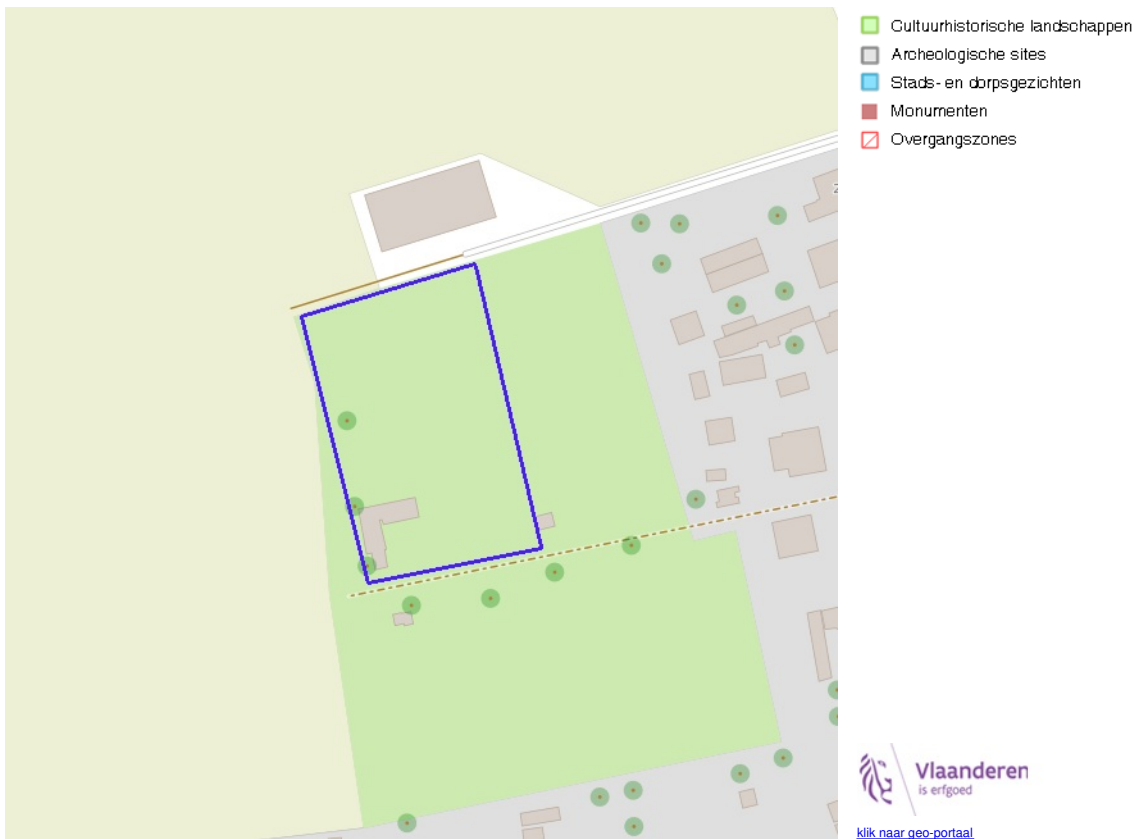 Cultuurhistorische landschappen
Archeologische sites
Stads- en dorpsgezichten
Monumenten
Overgangszones
Vlaanderen
is erfgoed
klik naar geo-portaal